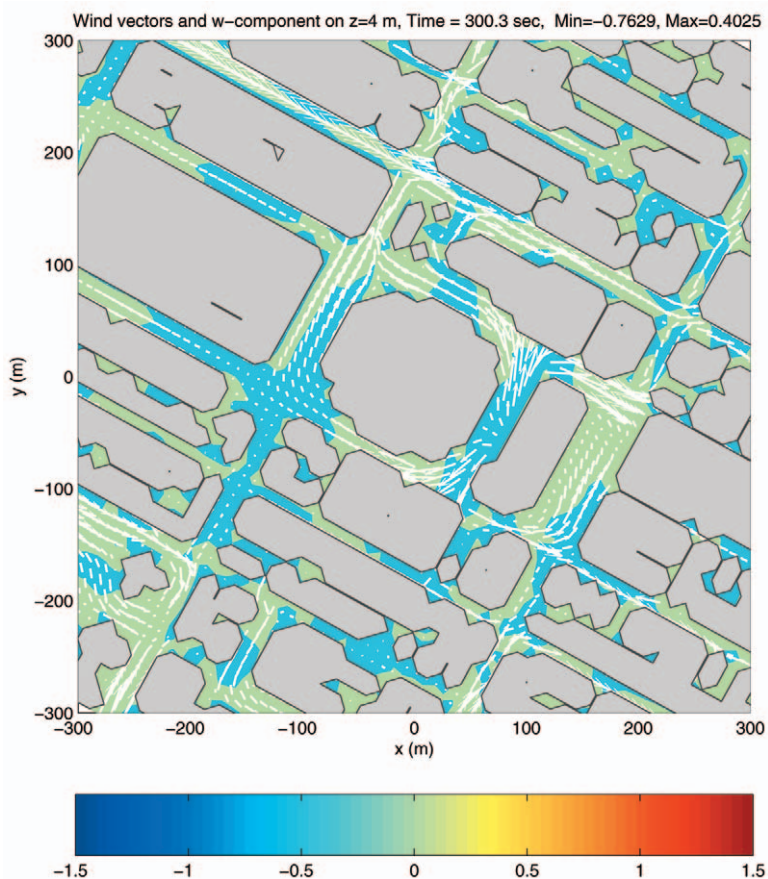 Wind vectors and w-component on z=4 m, Time = 300.3 sec,  Min=−0.7629, Max=0.4025
300
200
100
0
−100
−200
−300
y (m)
−300 −200 −100 0 100 200 300
x (m)
−1.5 −1 −0.5 0 0.5 1 1.5